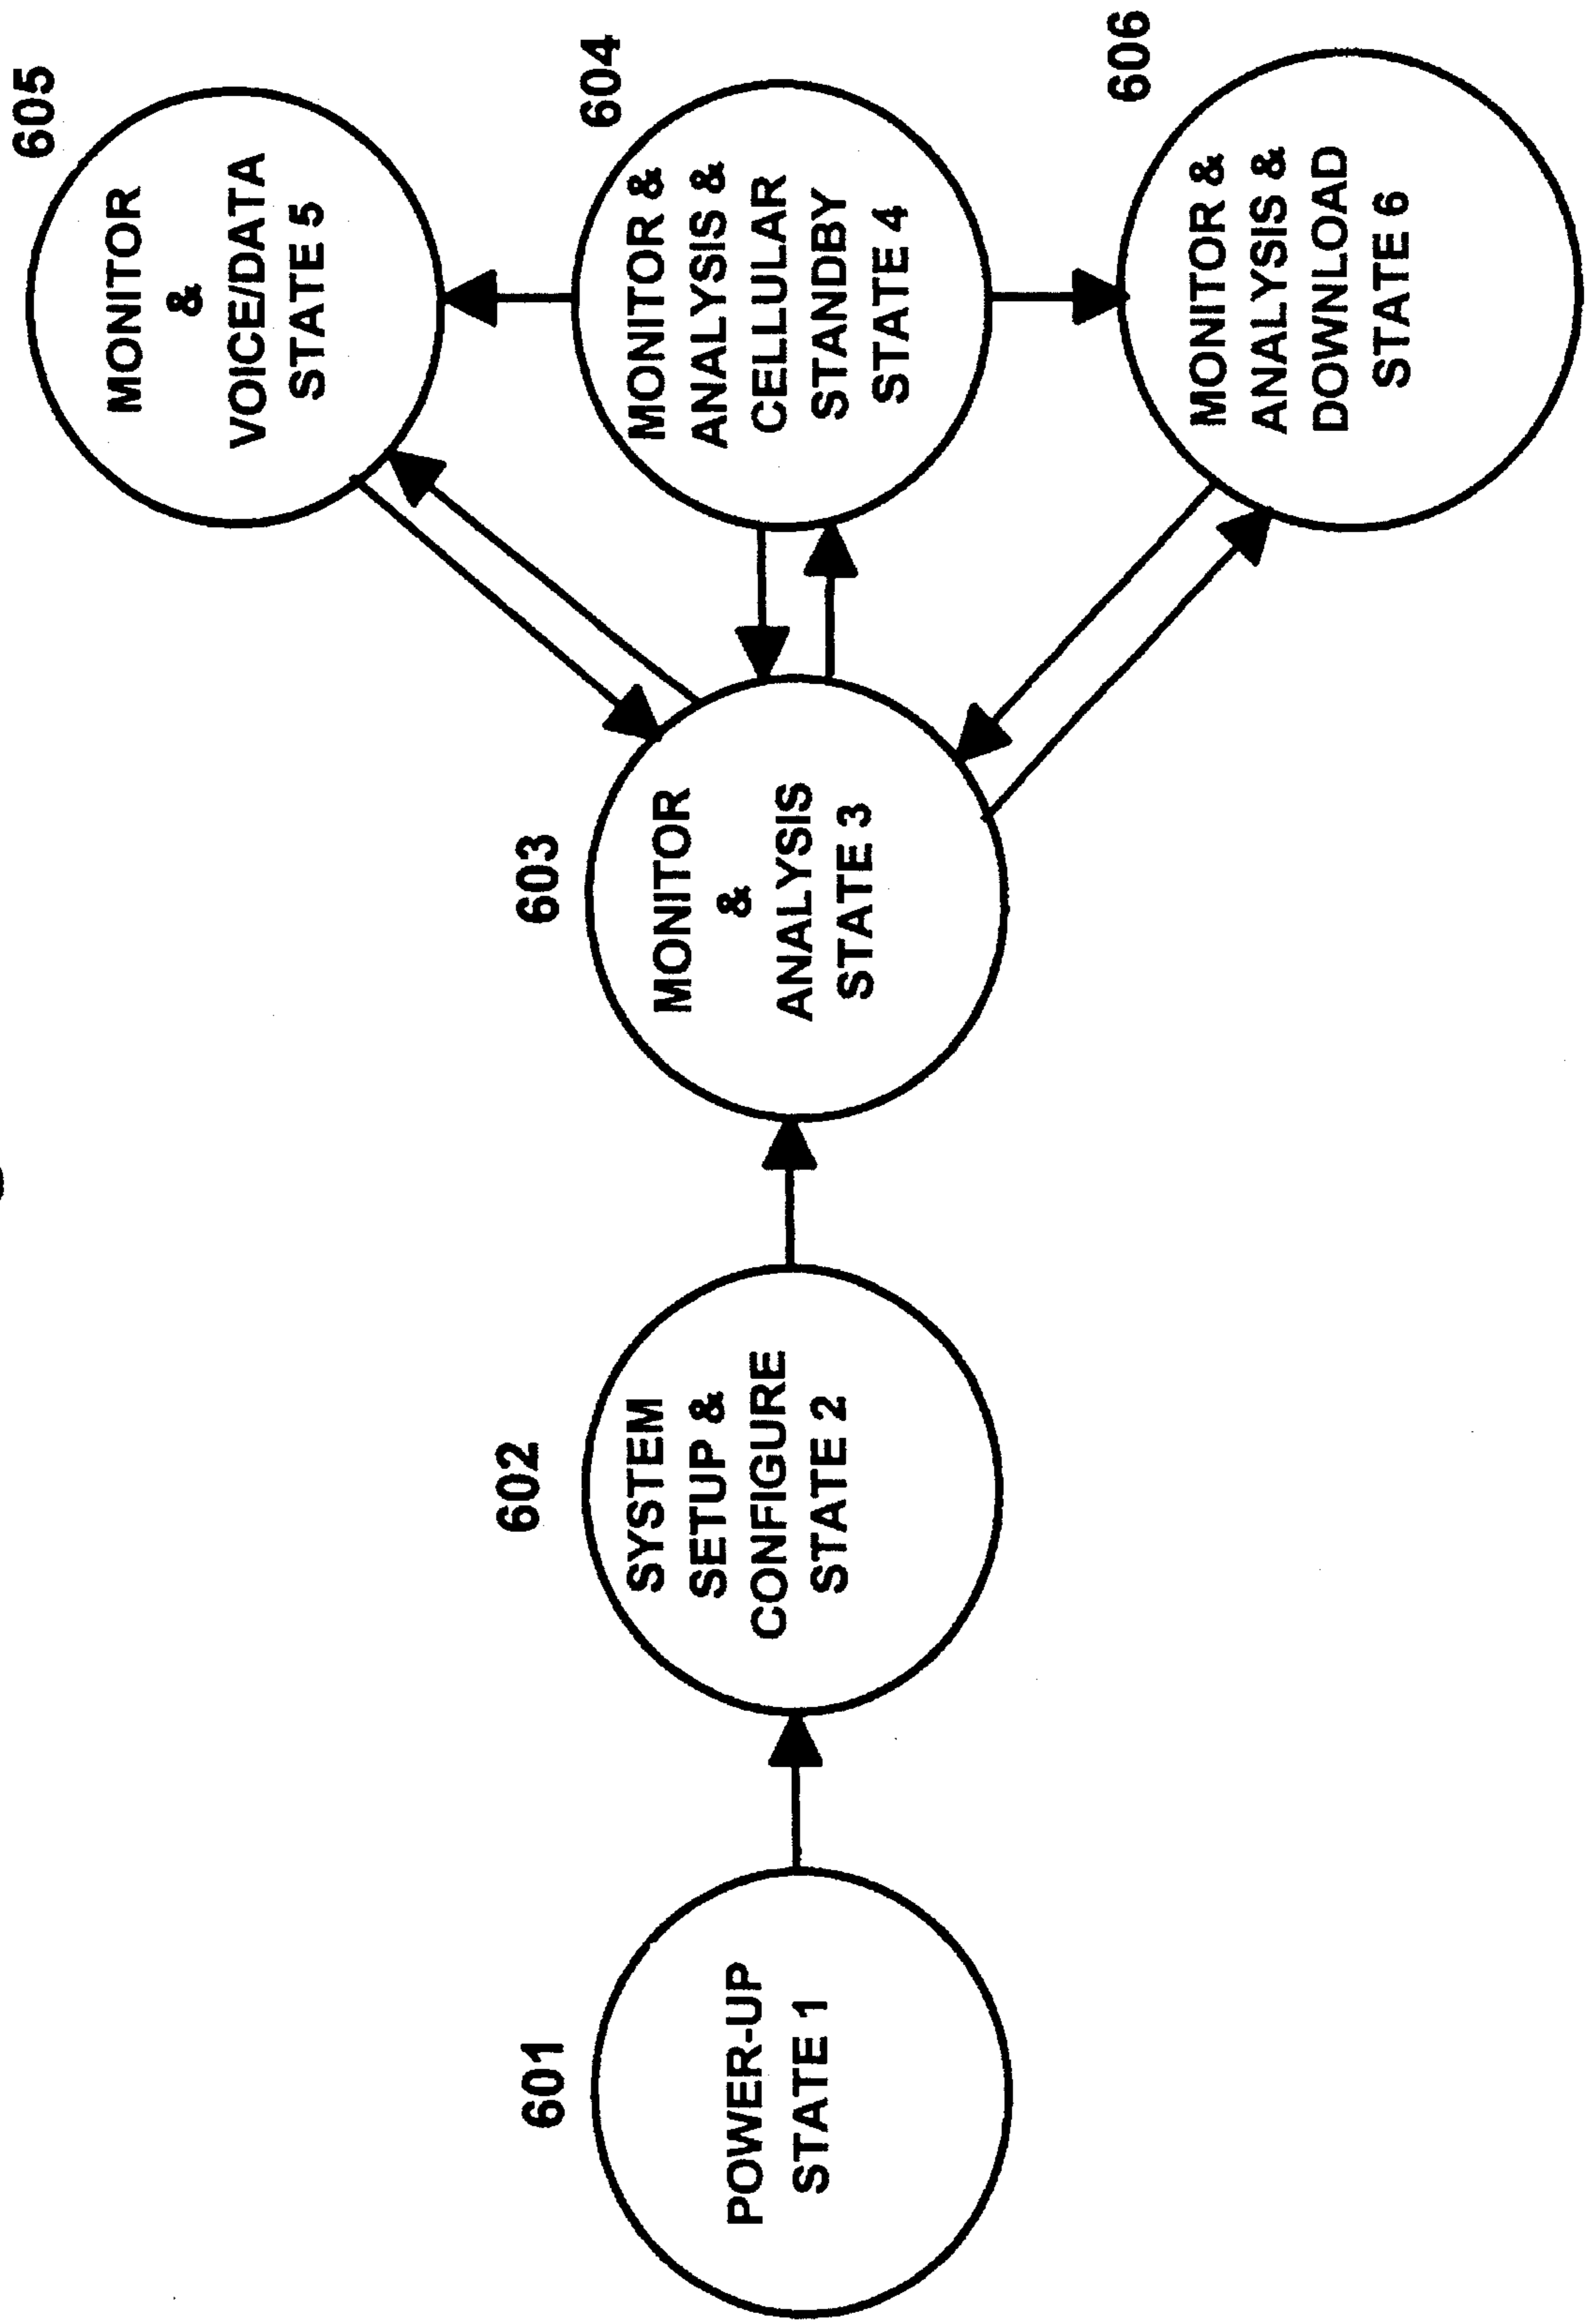 601
POWER-UP
STATE 1
602
SYSTEM
SETUP &
CONFIGURE
STATE 2
603
MONITOR
&
ANALYSIS
STATE 3
605
MONITOR
&
VOICE/DATA
STATE 5
604
MONITOR &
ANALYSIS &
CELLULAR
STANDBY
STATE 4
606
MONITOR &
ANALYSIS &
DOWNLOAD
STATE 6